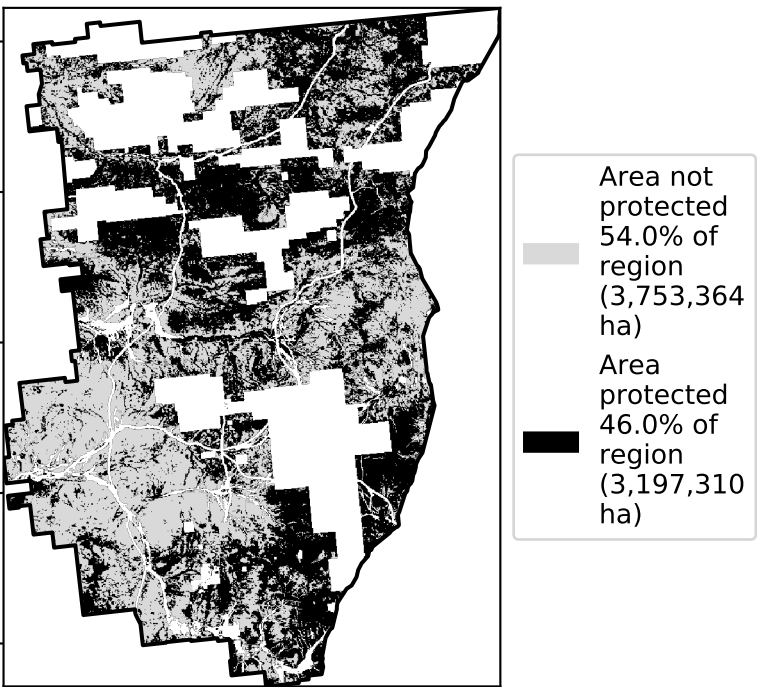 Area not
protected
54.0% of
region
(3,753,364
ha)
Area
protected
46.0% of
region
(3,197,310
ha)